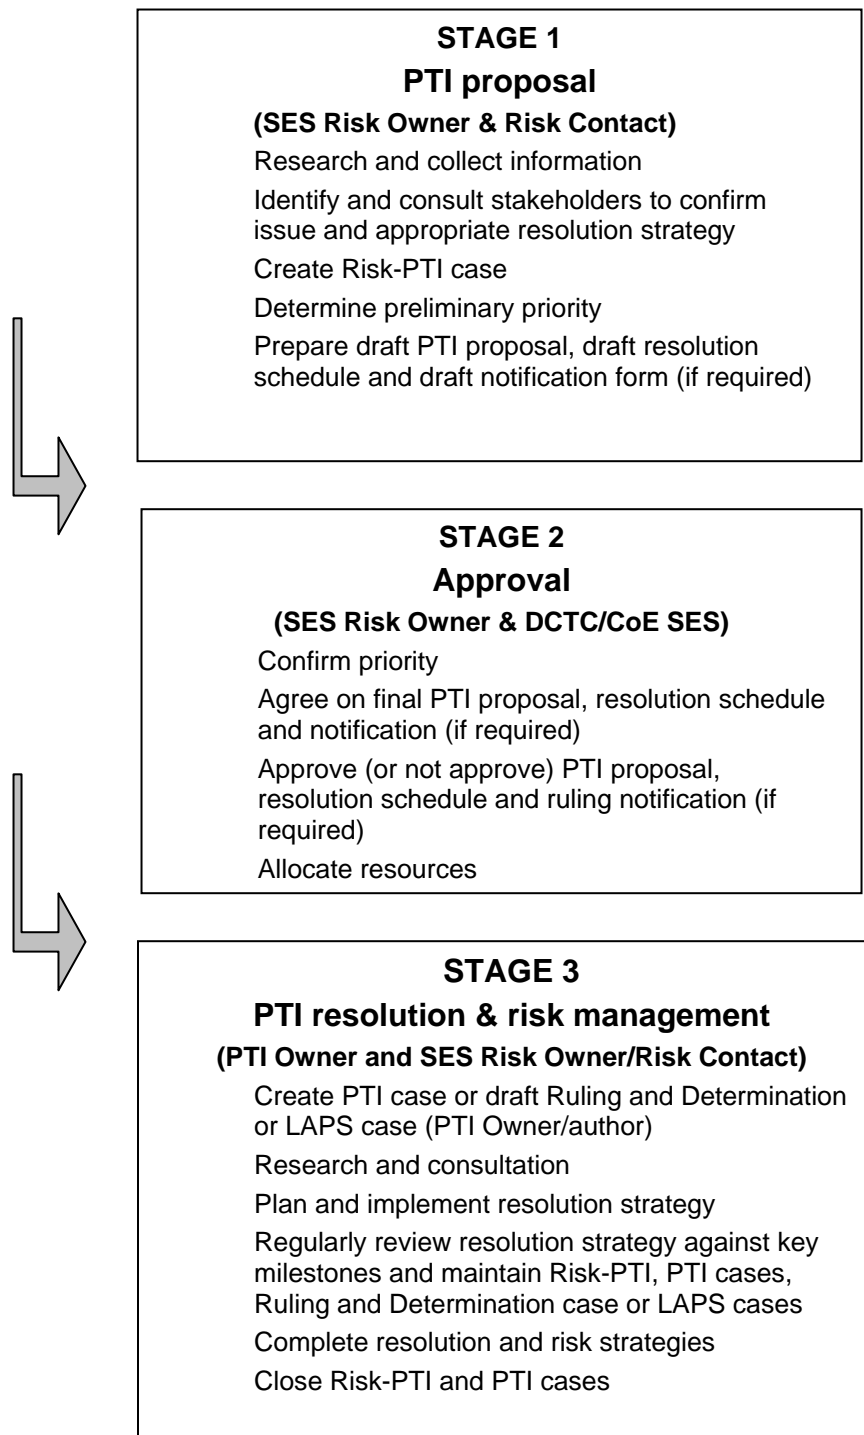 STAGE 1
PTI proposal
(SES Risk Owner & Risk Contact)
Research and collect information
Identify and consult stakeholders to confirm
issue and appropriate resolution strategy
Create Risk-PTI case
Determine preliminary priority
Prepare draft PTI proposal, draft resolution
schedule and draft notification form (if required)
STAGE 2
Approval
(SES Risk Owner & DCTC/CoE SES)
Confirm priority
Agree on final PTI proposal, resolution schedule
and notification (if required)
Approve (or not approve) PTI proposal,
resolution schedule and ruling notification (if
required)
Allocate resources
STAGE 3
PTI resolution & risk management
(PTI Owner and SES Risk Owner/Risk Contact)
Create PTI case or draft Ruling and Determination
or LAPS case (PTI Owner/author)
Research and consultation
Plan and implement resolution strategy
Regularly review resolution strategy against key
milestones and maintain Risk-PTI, PTI cases,
Ruling and Determination case or LAPS cases
Complete resolution and risk strategies
Close Risk-PTI and PTI cases